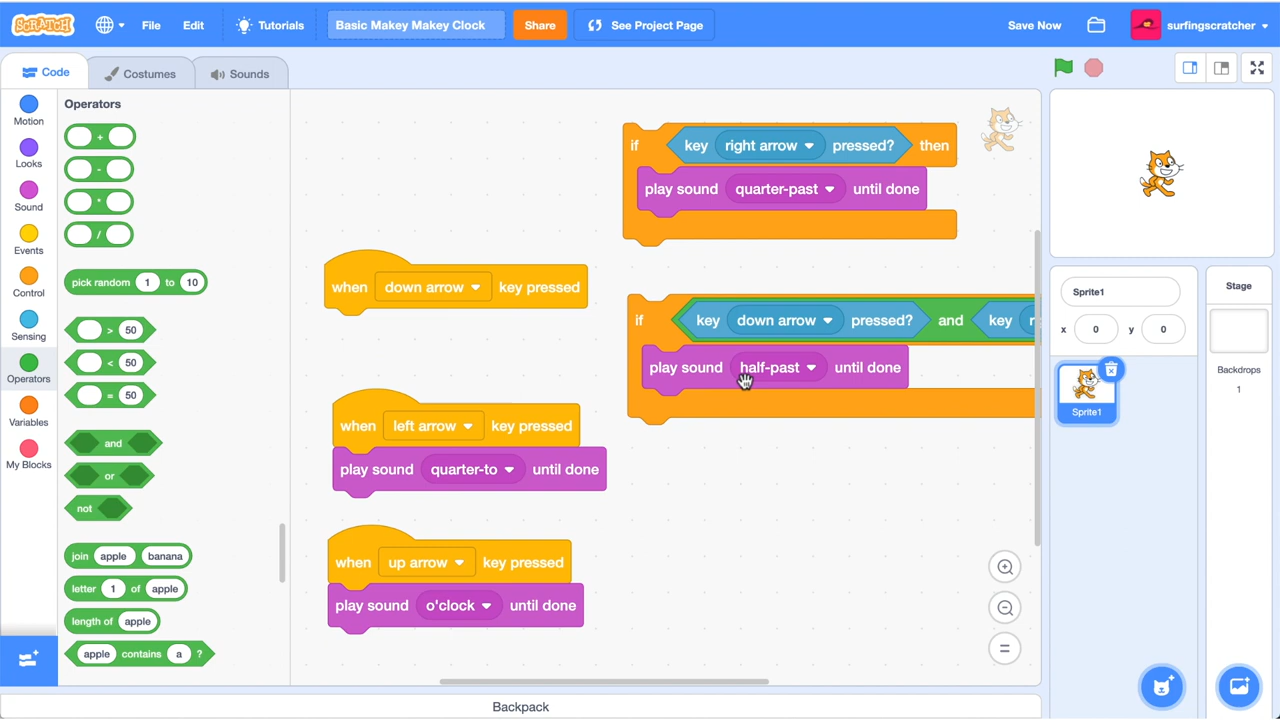 SCRATCH File Edit Tutorials Basic Makey Makey Clock Share See Project Page Save Now surfingscratcher
Code Costumes Sounds
Motion
Looks
Sound
Events
Control
Sensing
Operators
Variables
My Blocks
Operators
+
-
*
/
pick random 1 to 10
> 50
< 50
= 50
and
or
not
join apple banana
letter 1 of apple
length of apple
apple contains a ?
when down arrow key pressed
when left arrow key pressed
play sound quarter-to until done
when up arrow key pressed
play sound o'clock until done
if key right arrow pressed? then
play sound quarter-past until done
if key down arrow pressed? and key
play sound half-past until done
Sprite1
x 0 y 0
Sprite1
Stage
Backdrops
1
Backpack